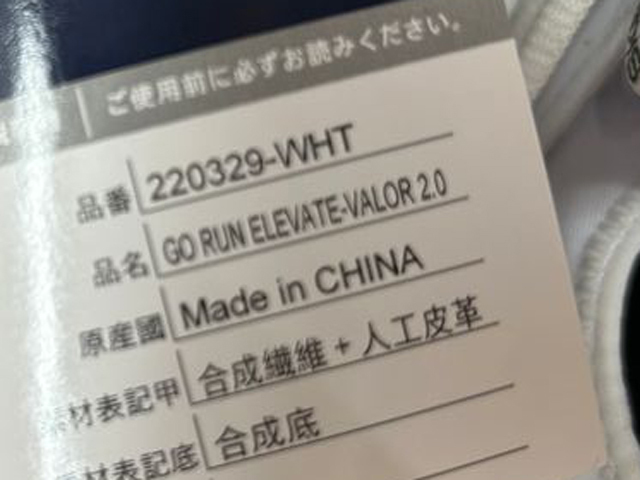 ご使用前に必ずお読みください。
品番 220329-WHT
品名 GO RUN ELEVATE-VALOR 2.0
原産國 Made in CHINA
材表記甲 合成繊維 + 人工皮革
材表記底 合成底